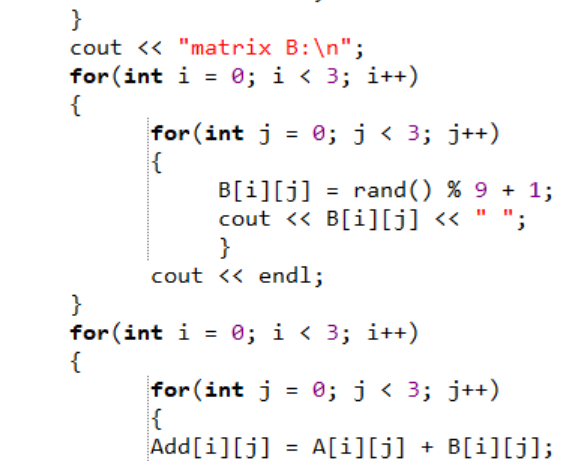 }
cout << "matrix B:\n";
for(int i = 0; i < 3; i++)
{
for(int j = 0; j < 3; j++)
{
B[i][j] = rand() % 9 + 1;
cout << B[i][j] << " ";
}
cout << endl;
}
for(int i = 0; i < 3; i++)
{
for(int j = 0; j < 3; j++)
{
Add[i][j] = A[i][j] + B[i][j];